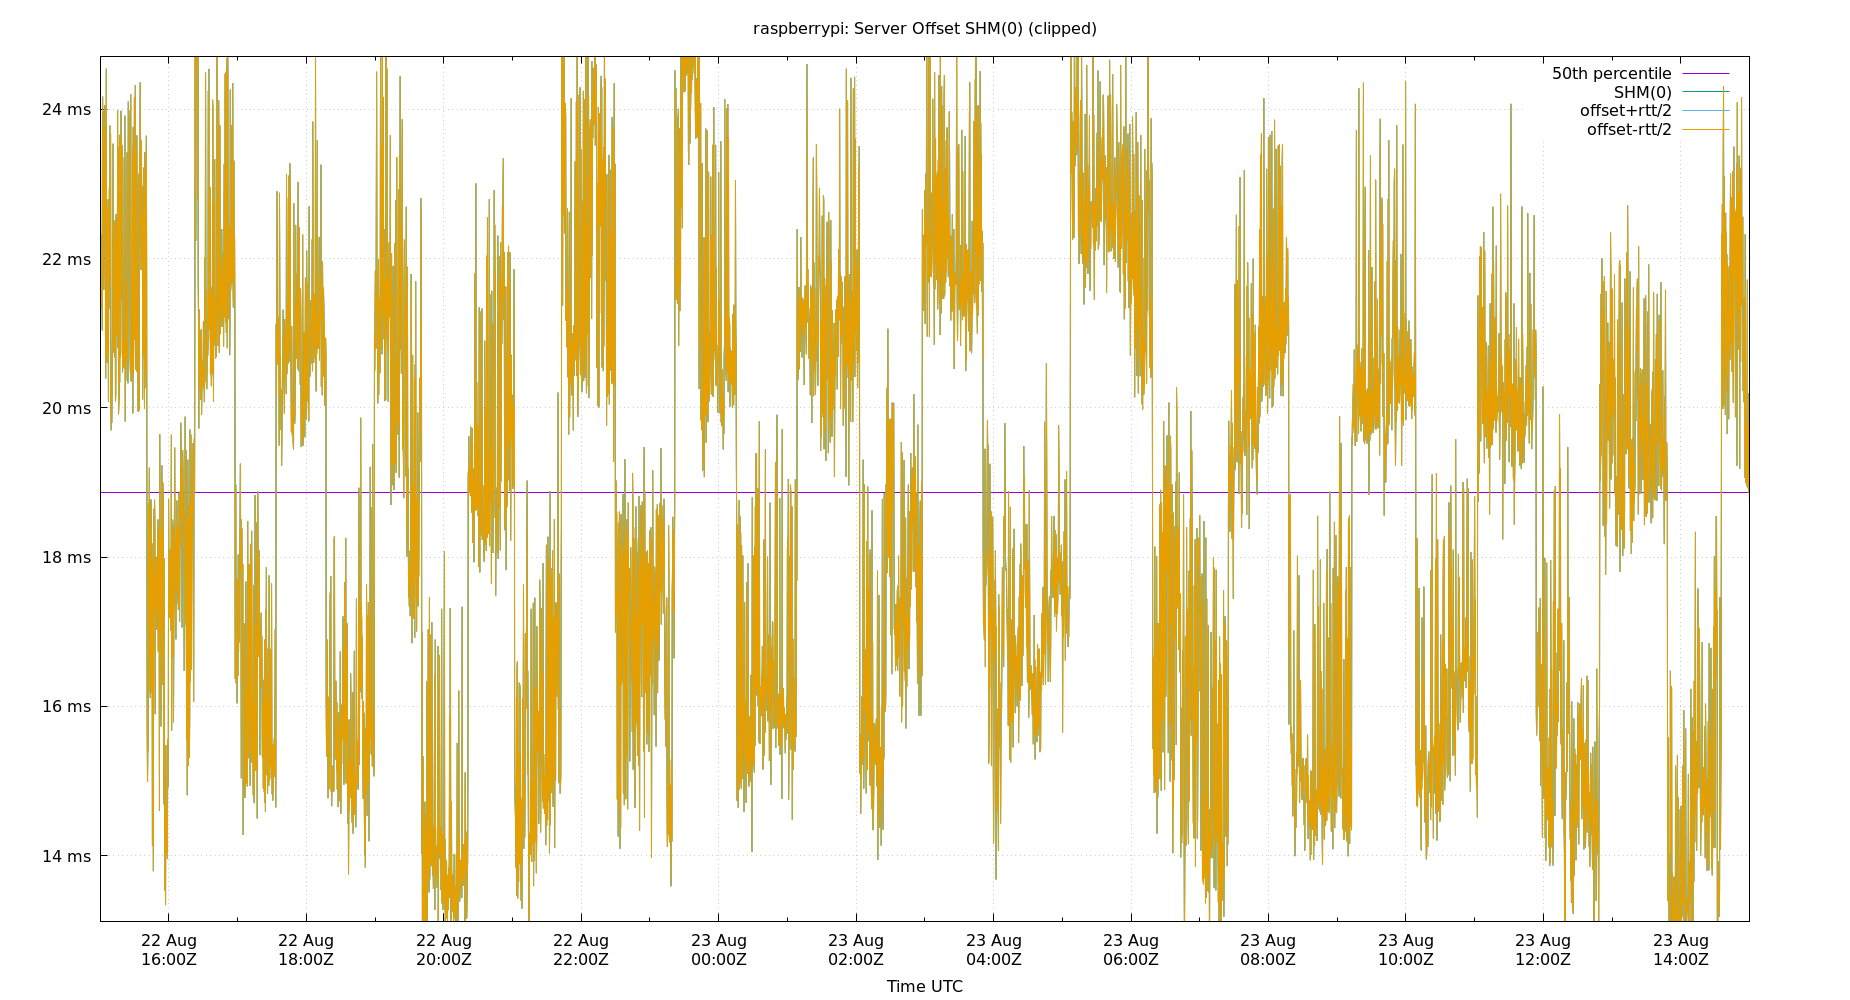 raspberrypi: Server Offset SHM(0) (clipped)
50th percentile
SHM(0)
offset+rtt/2
offset-rtt/2
24 ms
22 ms
20 ms
18 ms
16 ms
14 ms
22 Aug 22 Aug 22 Aug 22 Aug 23 Aug 23 Aug 23 Aug 23 Aug 23 Aug 23 Aug 23 Aug 23 Aug
16:00Z 18:00Z 20:00Z 22:00Z 00:00Z 02:00Z 04:00Z 06:00Z 08:00Z 10:00Z 12:00Z 14:00Z
Time UTC